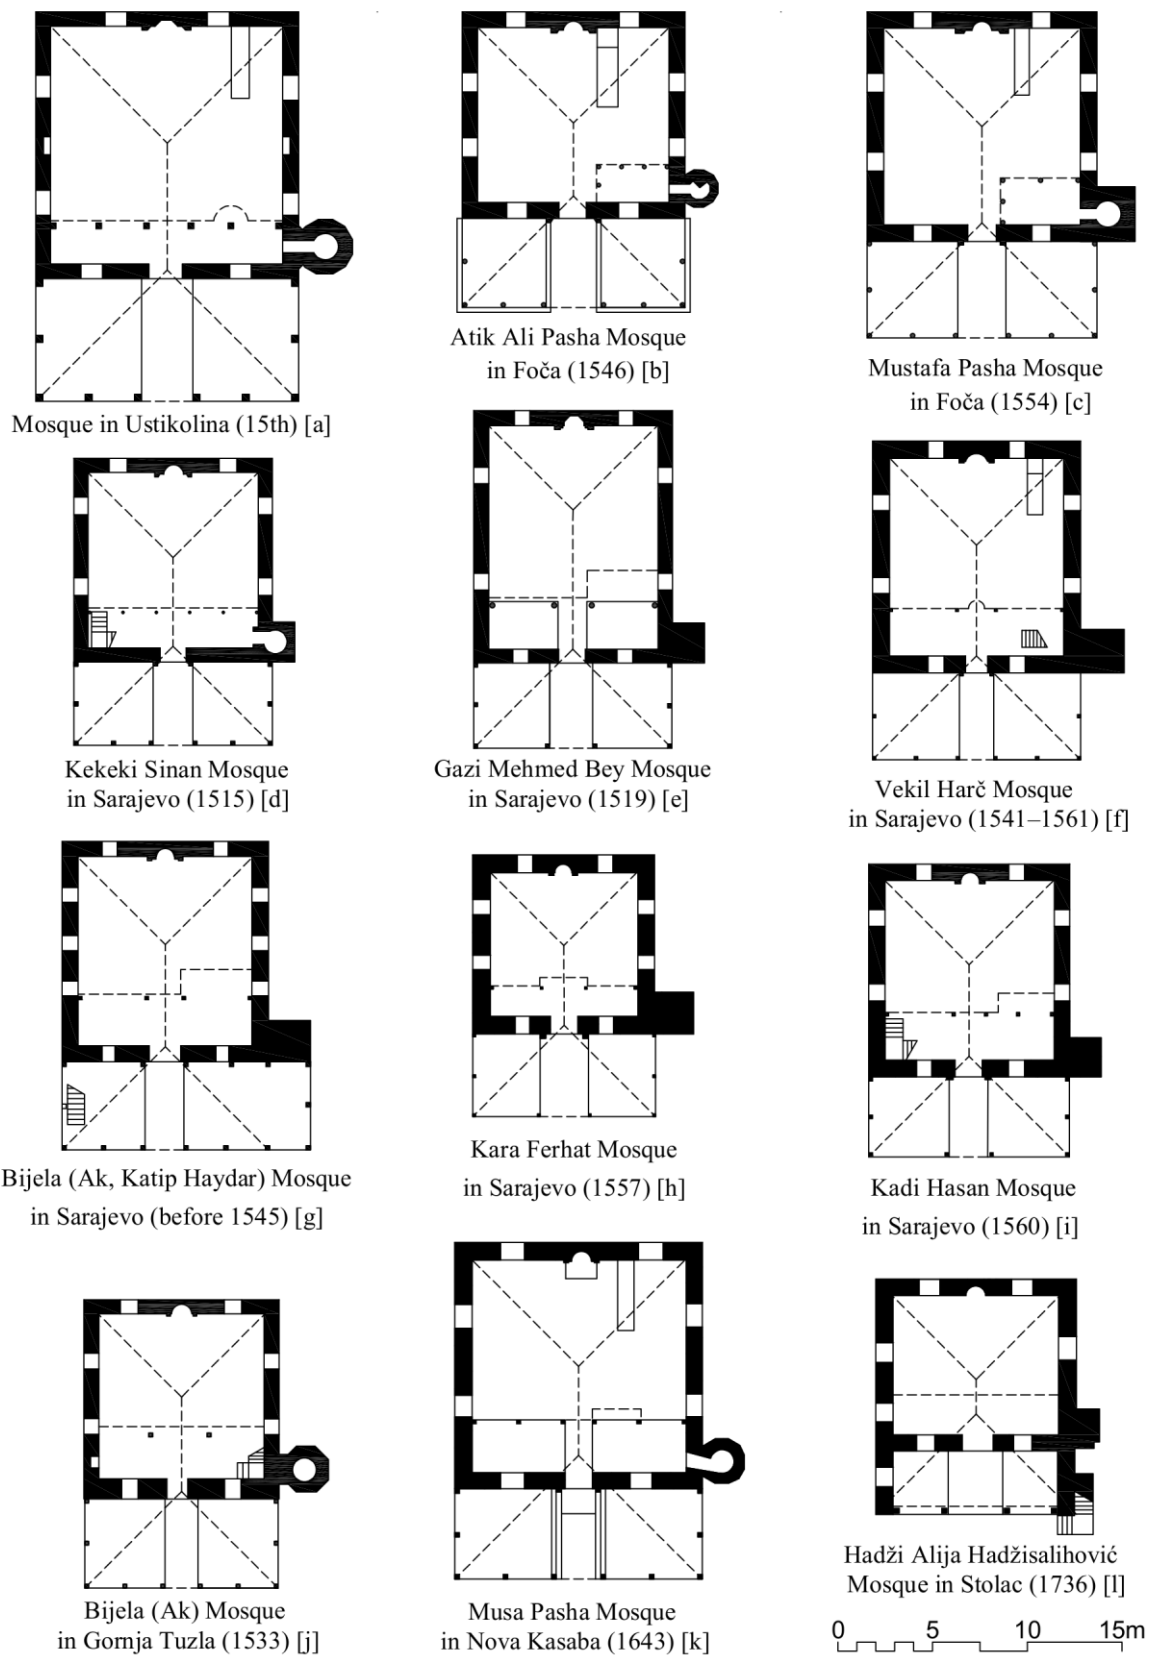 Mosque in Ustikolina (15th) [a]
Atik Ali Pasha Mosque
in Foča (1546) [b]
Mustafa Pasha Mosque
in Foča (1554) [c]
Kekeki Sinan Mosque
in Sarajevo (1515) [d]
Gazi Mehmed Bey Mosque
in Sarajevo (1519) [e]
Vekil Harč Mosque
in Sarajevo (1541–1561) [f]
Bijela (Ak, Katip Haydar) Mosque
in Sarajevo (before 1545) [g]
Kara Ferhat Mosque
in Sarajevo (1557) [h]
Kadi Hasan Mosque
in Sarajevo (1560) [i]
Bijela (Ak) Mosque
in Gornja Tuzla (1533) [j]
Musa Pasha Mosque
in Nova Kasaba (1643) [k]
Hadži Alija Hadžisalihović
Mosque in Stolac (1736) [l]
0 5 10 15m